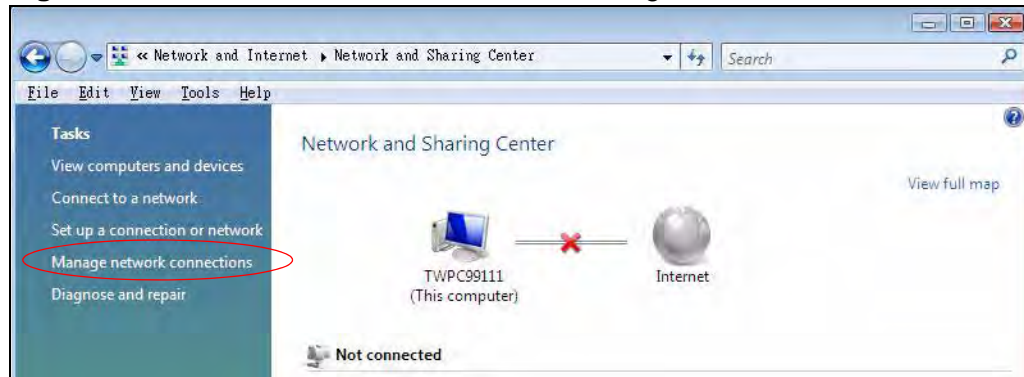 « Network and Internet ▸ Network and Sharing Center
Search
File Edit View Tools Help
Tasks
View computers and devices
Connect to a network
Set up a connection or network
Manage network connections
Diagnose and repair
Network and Sharing Center
View full map
TWPC99111
(This computer)
Internet
Not connected